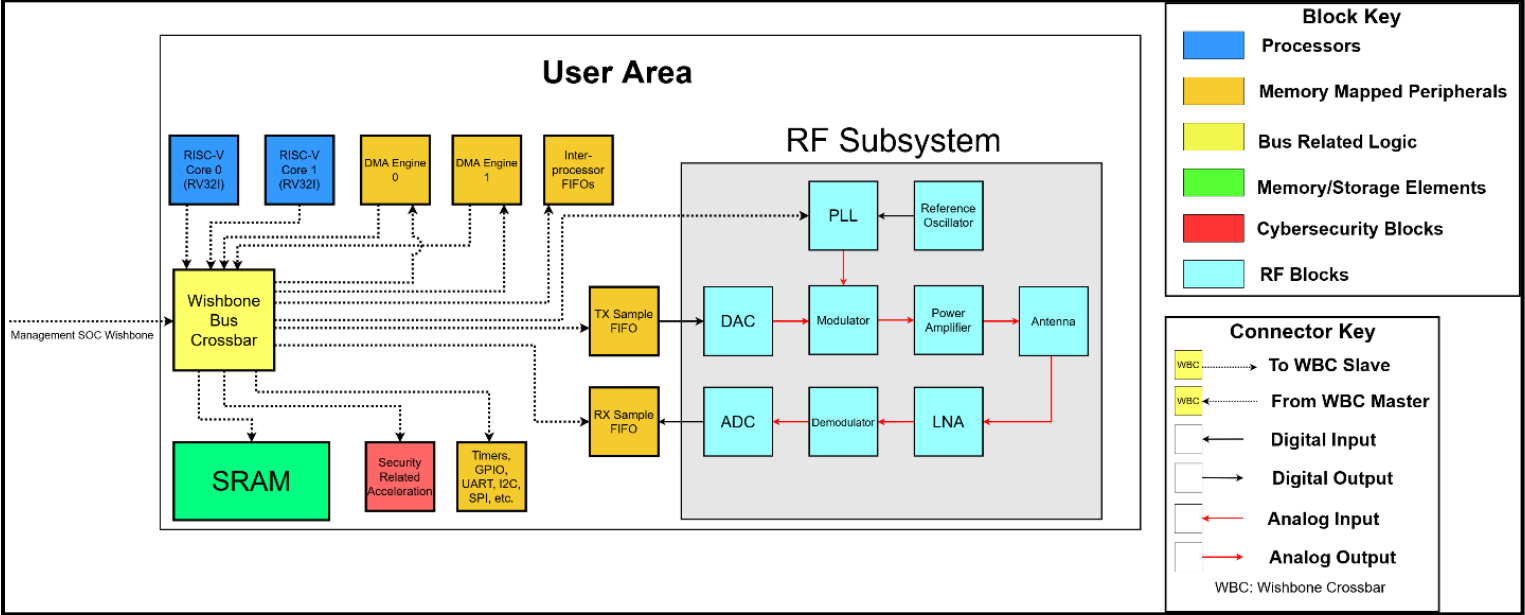 User Area
RISC-V
Core 0
(RV32I)
RISC-V
Core 1
(RV32I)
DMA Engine
0
DMA Engine
1
Inter-
processor
FIFOs
RF Subsystem
PLL
Reference
Oscillator
Wishbone
Bus
Crossbar
Management SOC Wishbone
TX Sample
FIFO
DAC
Modulator
Power
Amplifier
Antenna
RX Sample
FIFO
ADC
Demodulator
LNA
SRAM
Security
Related
Acceleration
Timers,
GPIO,
UART, I2C,
SPI, etc.
Block Key
Processors
Memory Mapped Peripherals
Bus Related Logic
Memory/Storage Elements
Cybersecurity Blocks
RF Blocks
Connector Key
WBC
To WBC Slave
WBC
From WBC Master
Digital Input
Digital Output
Analog Input
Analog Output
WBC: Wishbone Crossbar